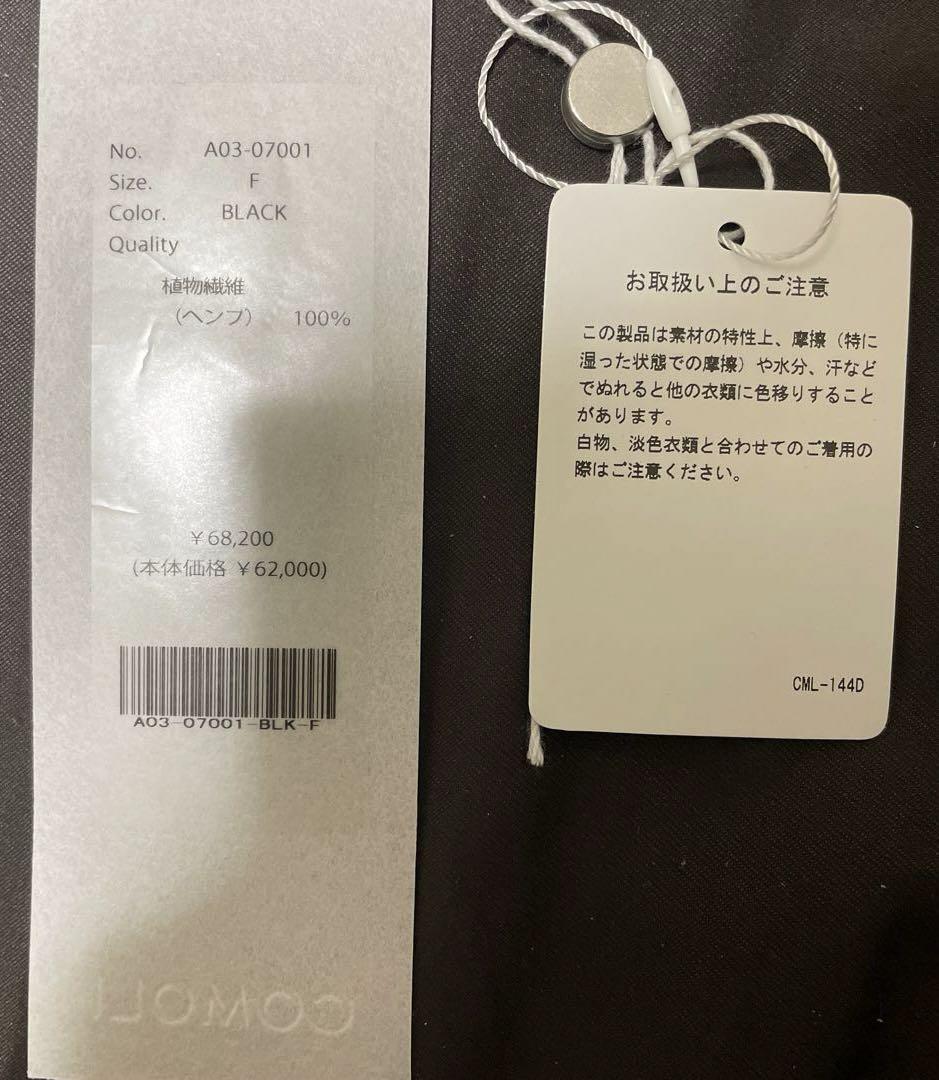 No. A03-07001
Size. F
Color. BLACK
Quality
植物繊維
(ヘンプ) 100%
¥68,200
(本体価格 ¥62,000)
A03-07001-BLK-F
COMOLI
お取扱い上のご注意
この製品は素材の特性上、摩擦（特に
湿った状態での摩擦）や水分、汗など
でぬれると他の衣類に色移りすること
があります。
白物、淡色衣類と合わせてのご着用の
際はご注意ください。
CML-144D